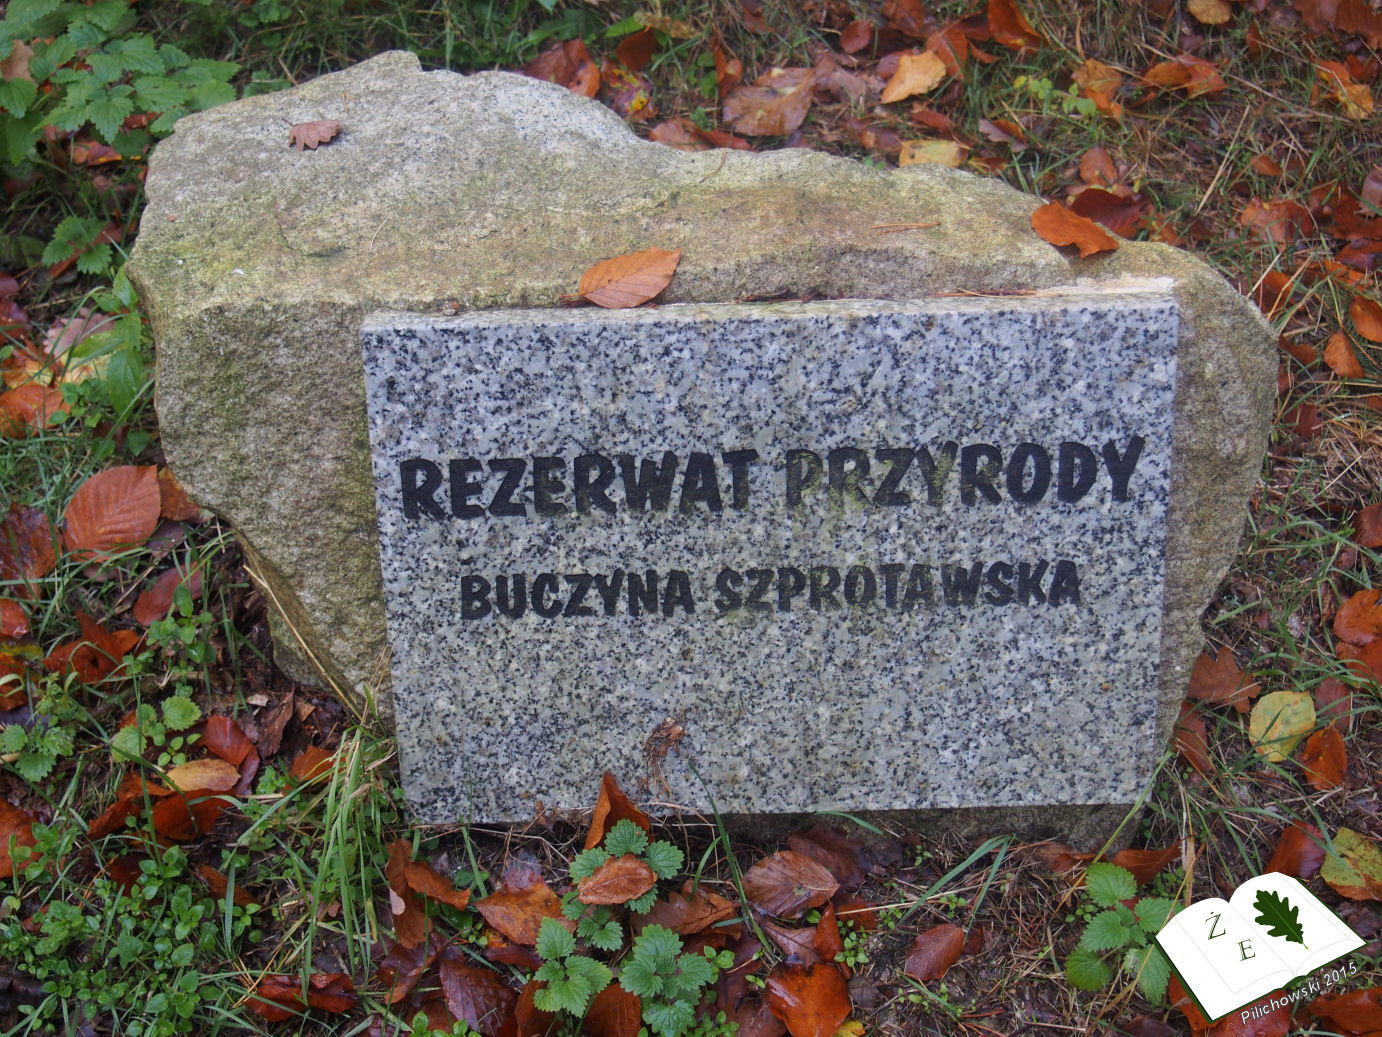 REZERWAT PRZYRODY
BUCZYNA SZPROTAWSKA
Ż
E
Pilichowski 2015